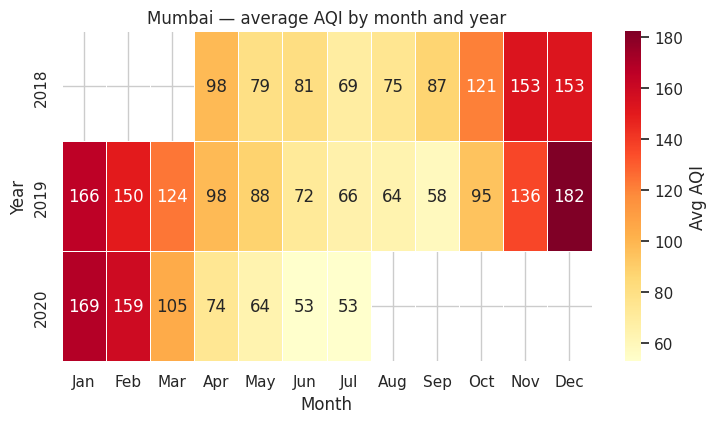 Mumbai — average AQI by month and year
2018 98 79 81 69 75 87 121 153 153
2019 166 150 124 98 88 72 66 64 58 95 136 182
2020 169 159 105 74 64 53 53
Year
Jan Feb Mar Apr May Jun Jul Aug Sep Oct Nov Dec
Month
180
160
140
120
100
80
60
Avg AQI